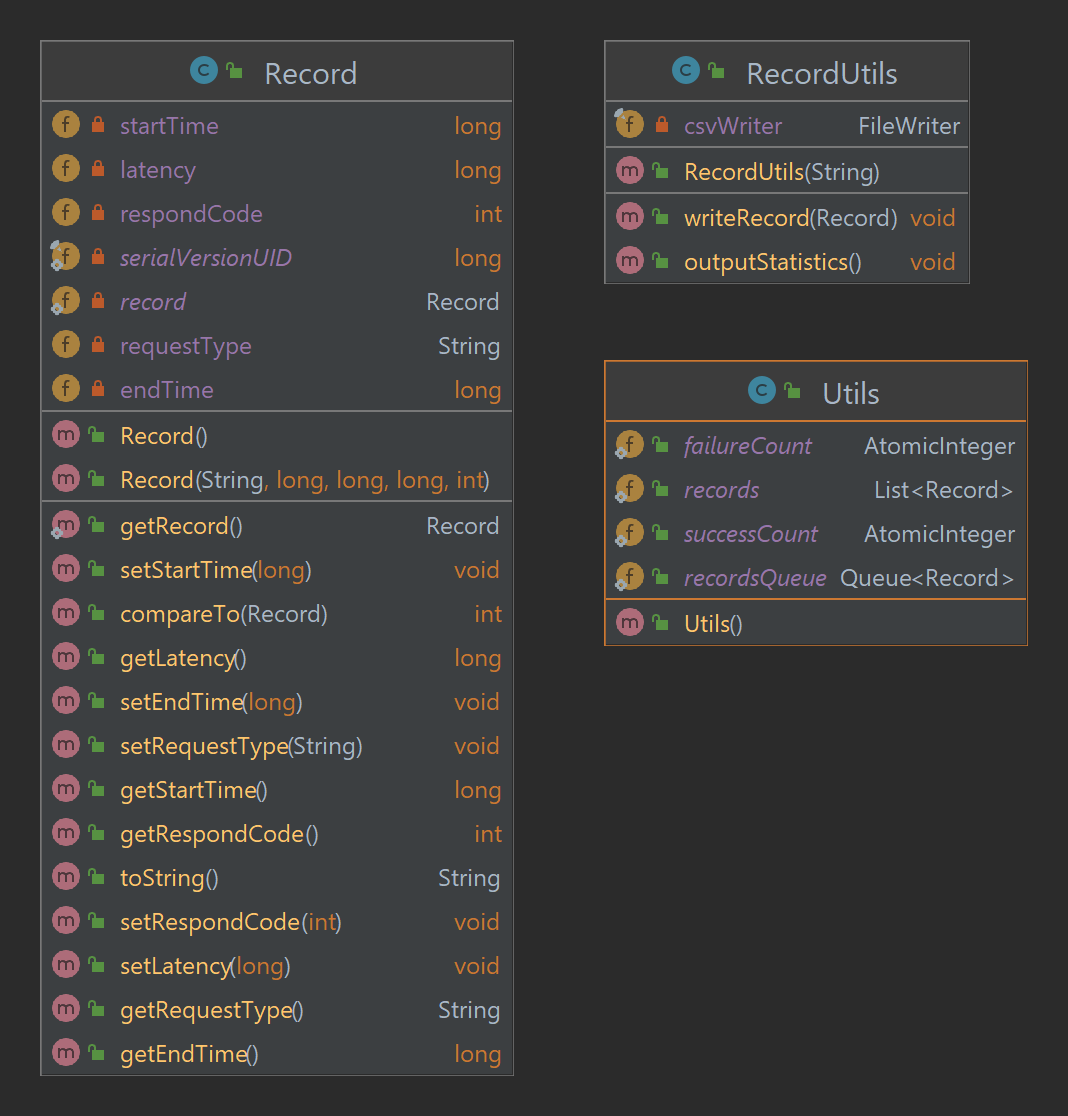 Record
startTime long
latency long
respondCode int
serialVersionUID long
record Record
requestType String
endTime long
Record()
Record(String, long, long, long, int)
getRecord() Record
setStartTime(long) void
compareTo(Record) int
getLatency() long
setEndTime(long) void
setRequestType(String) void
getStartTime() long
getRespondCode() int
toString() String
setRespondCode(int) void
setLatency(long) void
getRequestType() String
getEndTime() long
RecordUtils
csvWriter FileWriter
RecordUtils(String)
writeRecord(Record) void
outputStatistics() void
Utils
failureCount AtomicInteger
records List<Record>
successCount AtomicInteger
recordsQueue Queue<Record>
Utils()